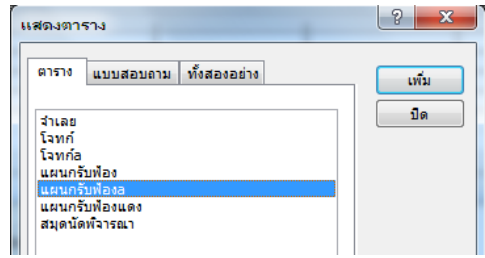 แสดงตาราง
ตาราง แบบสอบถาม ทั้งสองอย่าง
เพิ่ม
ปิด
จำเลย
โจทก์
โจทก์a
แผนกรับฟ้อง
แผนกรับฟ้องa
แผนกรับฟ้องแดง
สมุดนัดพิจารณา